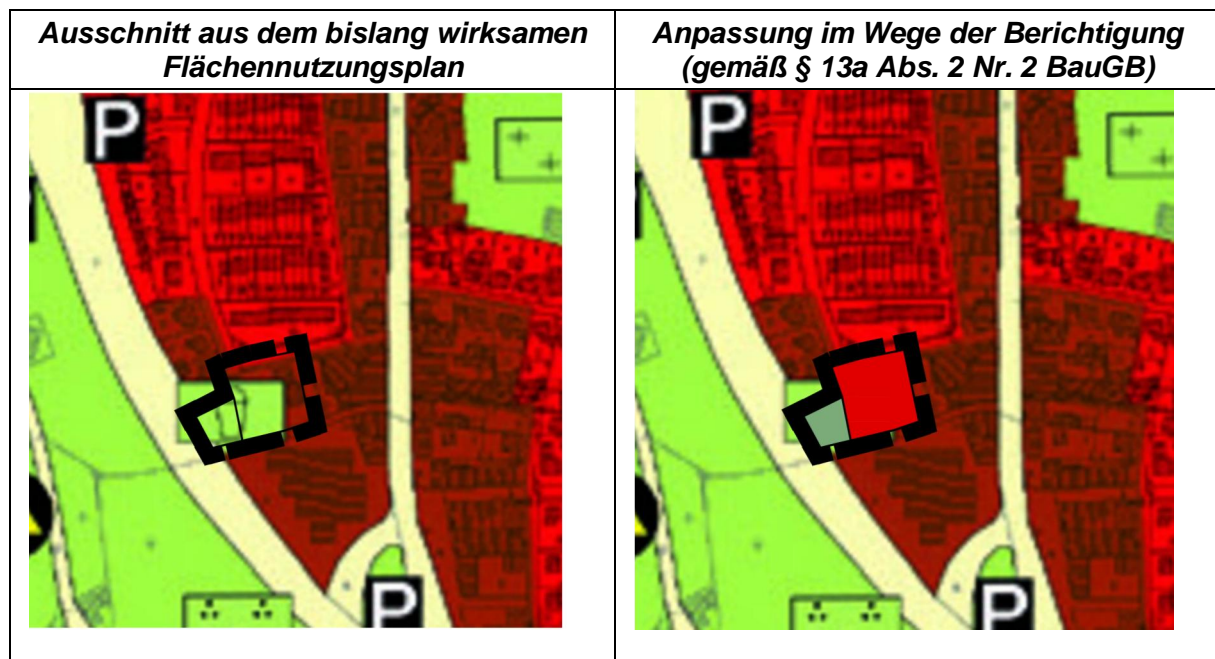 Ausschnitt aus dem bislang wirksamen
Flächennutzungsplan
Anpassung im Wege der Berichtigung
(gemäß § 13a Abs. 2 Nr. 2 BauGB)
P
P
P
P